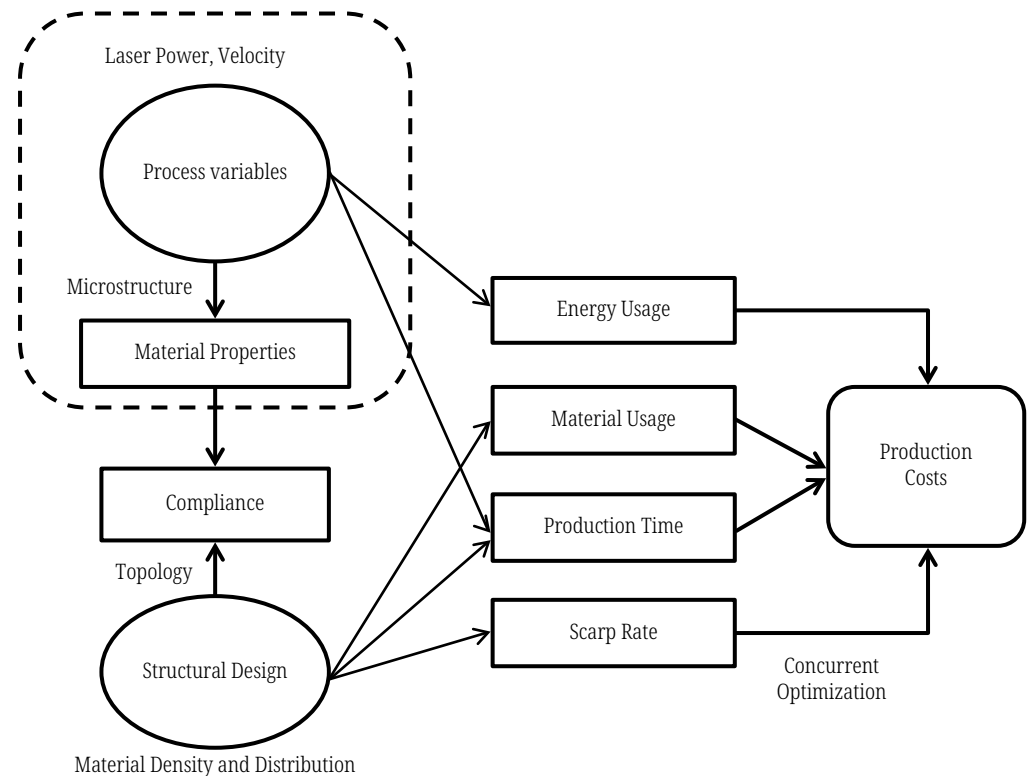 Laser Power, Velocity
Process variables
Microstructure
Material Properties
Compliance
Topology
Structural Design
Material Density and Distribution
Energy Usage
Material Usage
Production Time
Scarp Rate
Production
Costs
Concurrent
Optimization